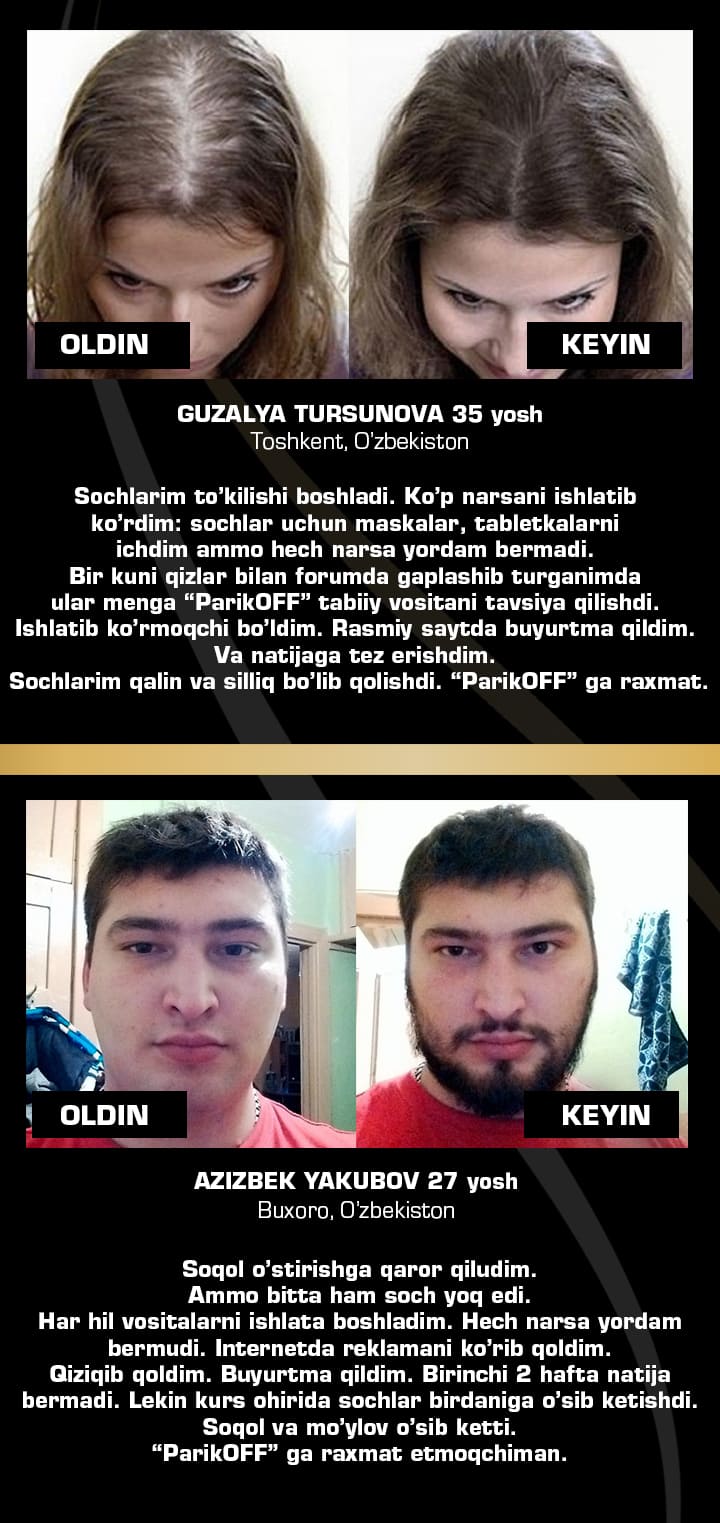 OLDIN
KEYIN
GUZALYA TURSUNOVA 35 yosh
Toshkent, O'zbekiston
Sochlarim to’kilishi boshladi. Ko’p narsani ishlatib
ko’rdim: sochlar uchun maskalar, tabletkalarni
ichdim ammo hech narsa yordam bermadi.
Bir kuni qizlar bilan forumda gaplashib turganimda
ular menga “ParikOFF” tabiiy vositani tavsiya qilishdi.
Ishlatib ko’rmoqchi bo’ldim. Rasmiy saytda buyurtma qildim.
Va natijaga tez erishdim.
Sochlarim qalin va silliq bo’lib qolishdi. “ParikOFF” ga raxmat.
OLDIN
KEYIN
AZIZBEK YAKUBOV 27 yosh
Buxoro, O'zbekiston
Soqol o’stirishga qaror qiludim.
Ammo bitta ham soch yoq edi.
Har hil vositalarni ishlata boshladim. Hech narsa yordam
bermudi. Internetda reklamani ko’rib qoldim.
Qiziqib qoldim. Buyurtma qildim. Birinchi 2 hafta natija
bermadi. Lekin kurs ohirida sochlar birdaniga o’sib ketishdi.
Soqol va mo’ylov o’sib ketti.
“ParikOFF” ga raxmat etmoqchiman.